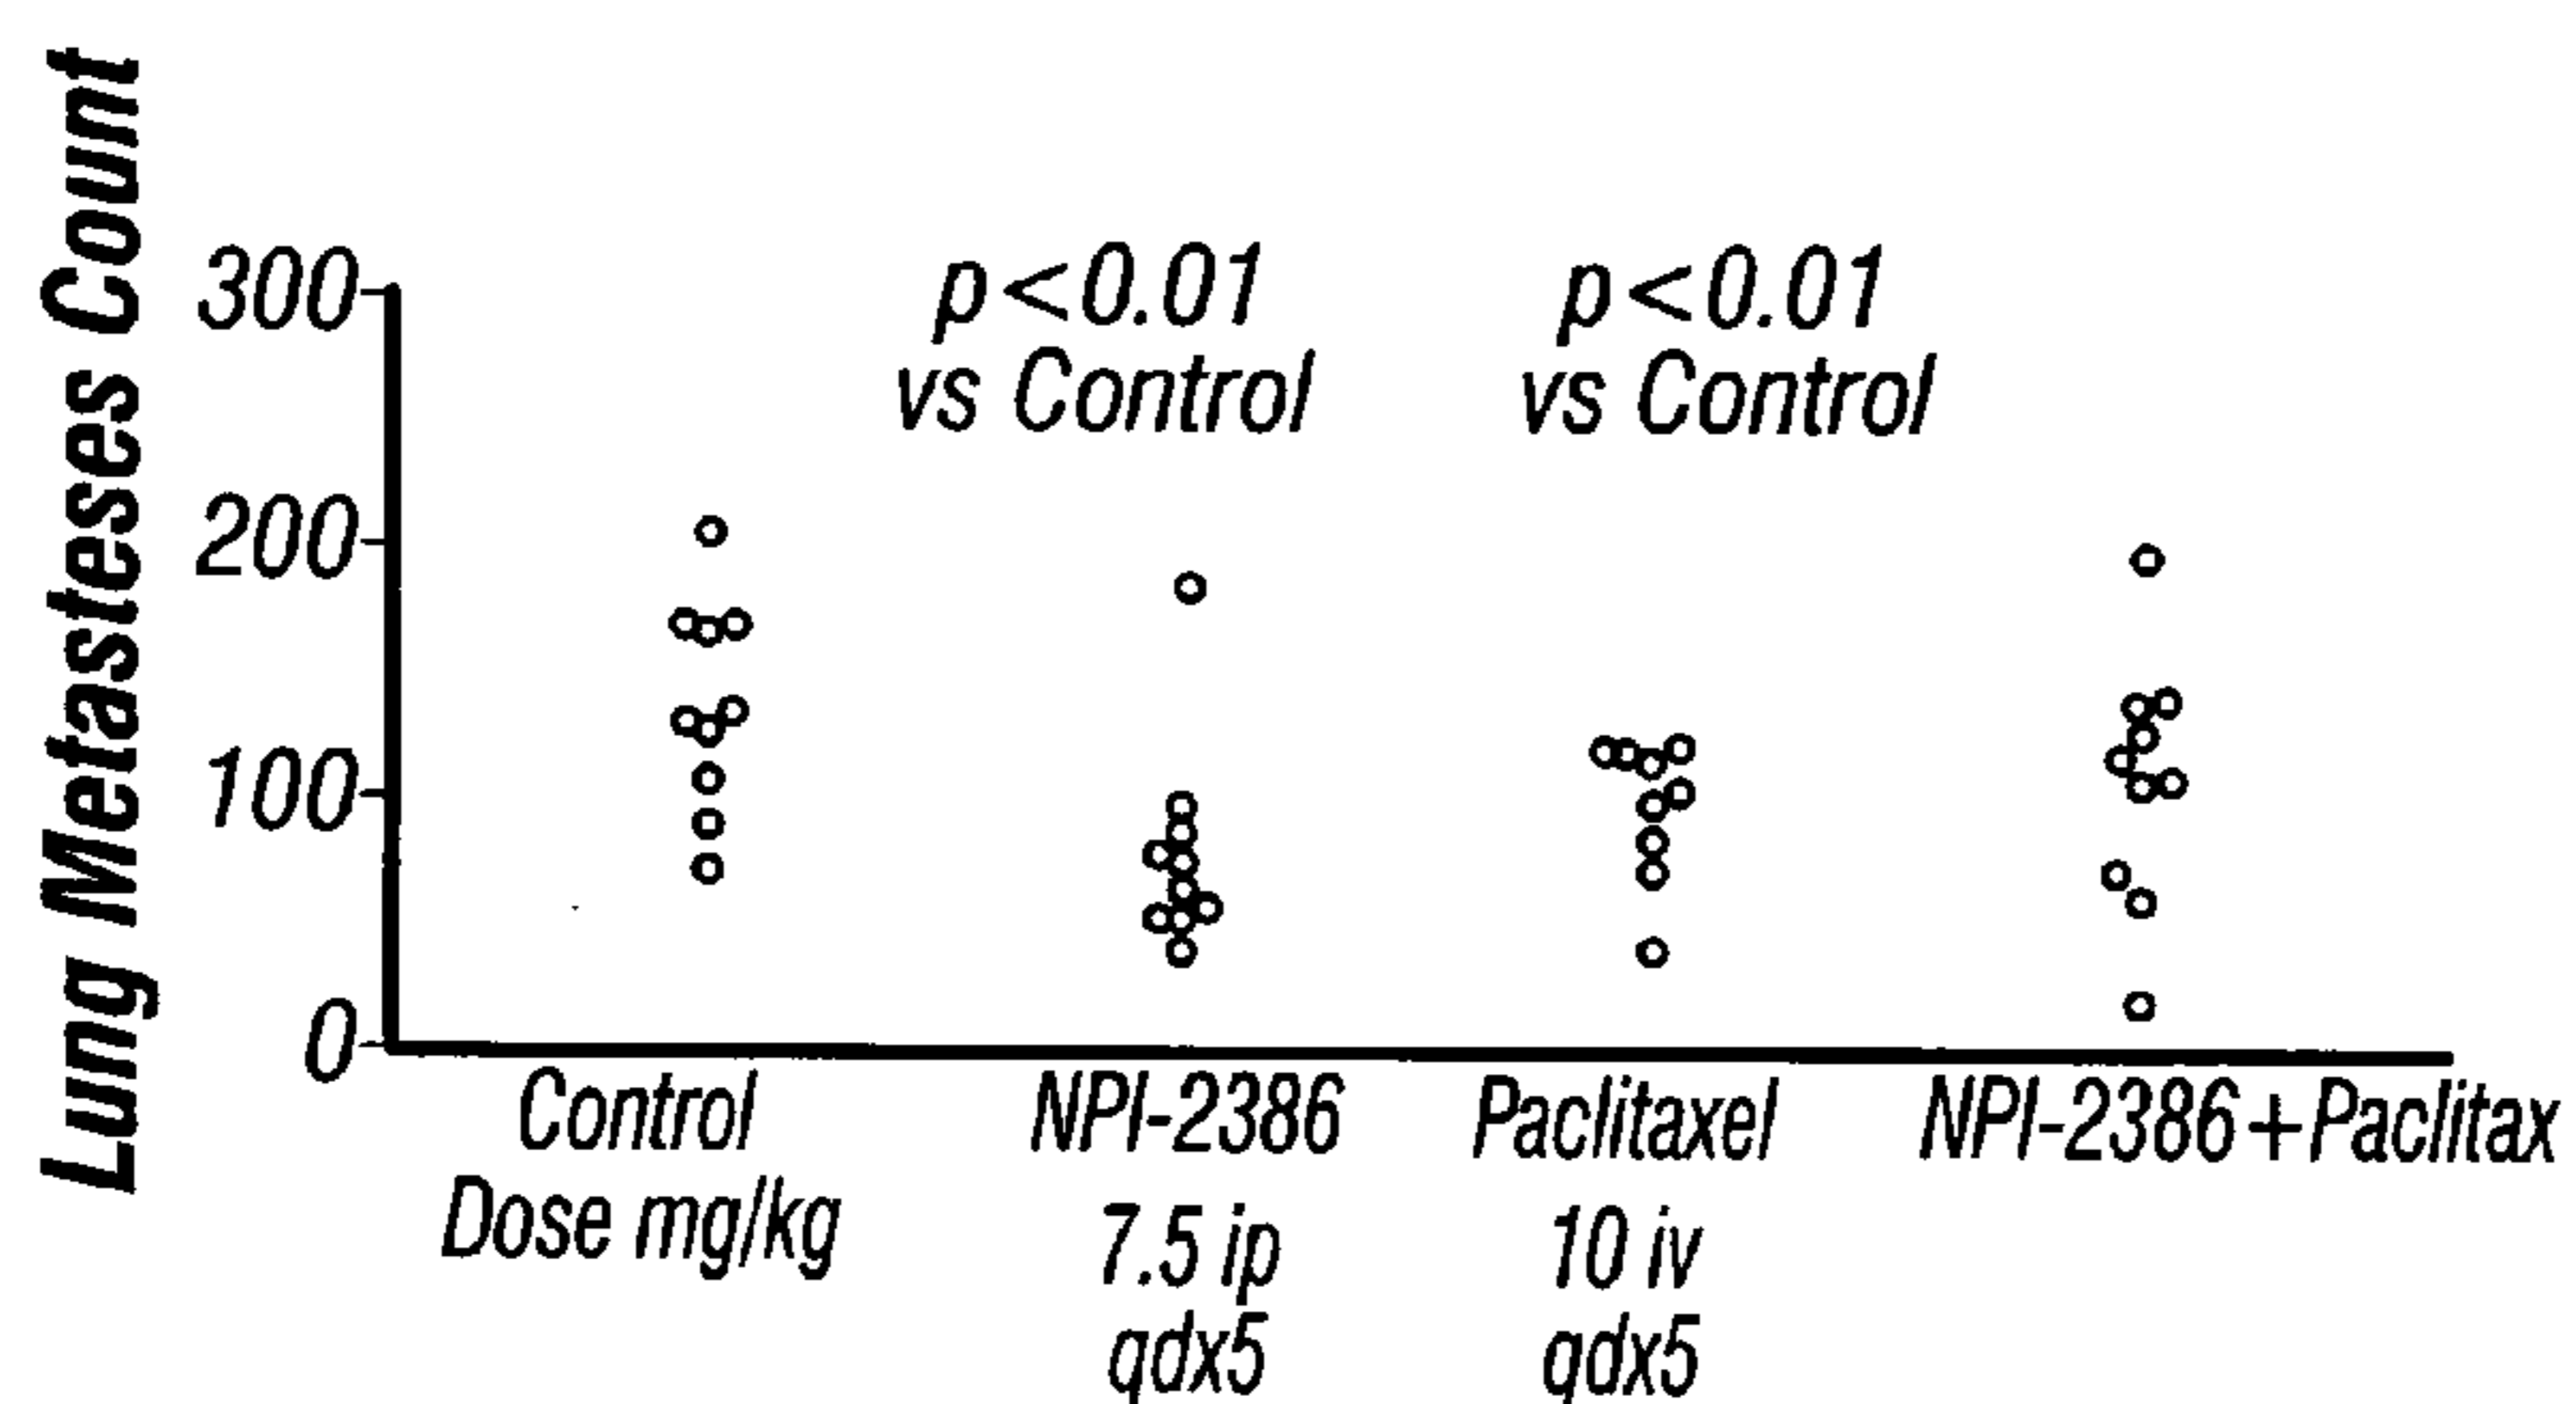 Lung Metastases Count
300
200
100
0
p<0.01
vs Control
p<0.01
vs Control
Control
NPI-2386
Paclitaxel
NPI-2386+Paclitax
Dose mg/kg
7.5 ip
10 iv
qdx5
qdx5